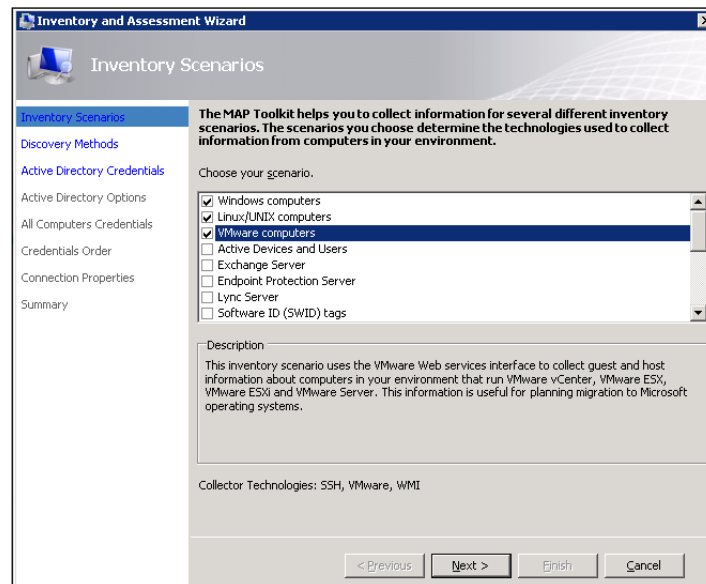 Inventory and Assessment Wizard
Inventory Scenarios
Inventory Scenarios
Discovery Methods
Active Directory Credentials
Active Directory Options
All Computers Credentials
Credentials Order
Connection Properties
Summary
The MAP Toolkit helps you to collect information for several different inventory
scenarios. The scenarios you choose determine the technologies used to collect
information from computers in your environment.
Choose your scenario.
Windows computers
Linux/UNIX computers
VMware computers
Active Devices and Users
Exchange Server
Endpoint Protection Server
Lync Server
Software ID (SWID) tags
Description
This inventory scenario uses the VMware Web services interface to collect guest and host
information about computers in your environment that run VMware vCenter, VMware ESX,
VMware ESXi and VMware Server. This information is useful for planning migration to Microsoft
operating systems.
Collector Technologies: SSH, VMware, WMI
< Previous
Next >
Finish
Cancel